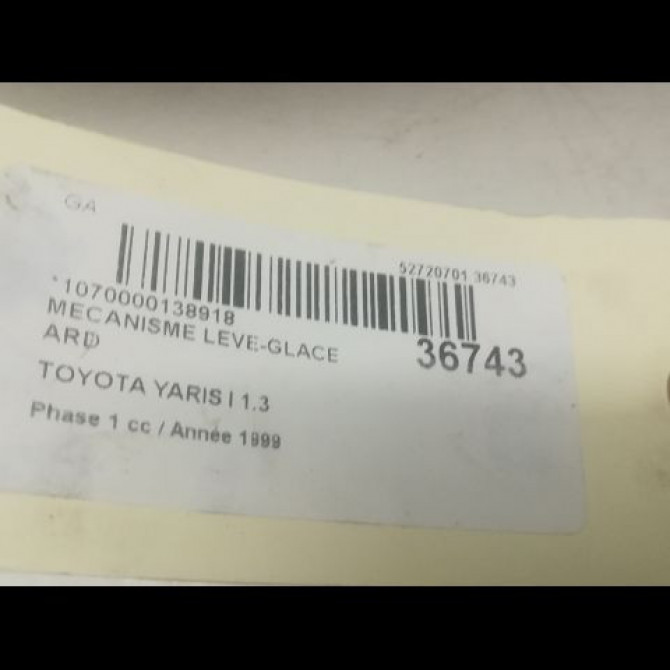 GA
52720701 36743
*1070000138918
MECANISME LEVE-GLACE
ARD
36743
TOYOTA YARIS I 1.3
Phase 1 cc / Année 1999